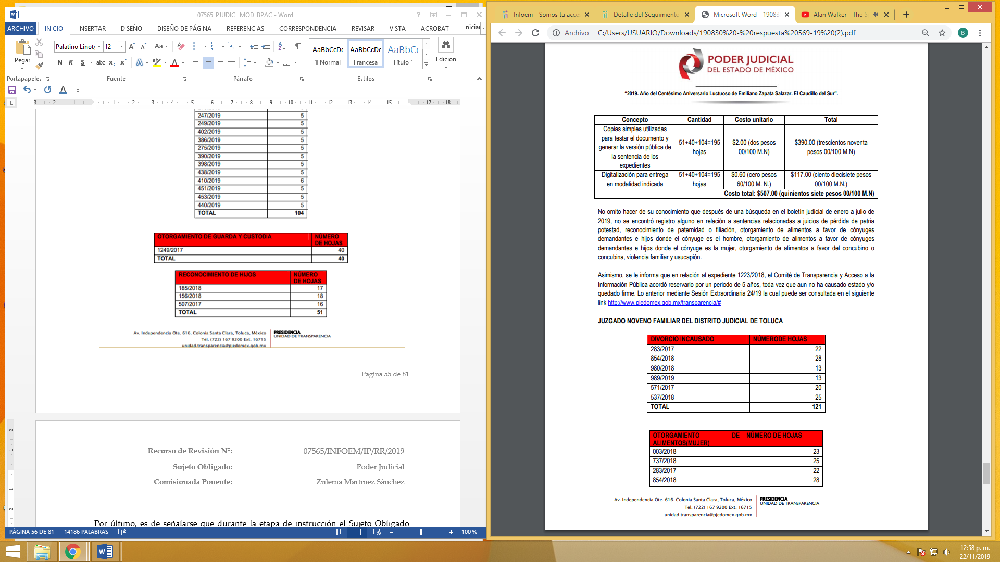 07565_PJUDICI_MOD_BPAC - Word
ARCHIVO INICIO INSERTAR DISEÑO DISEÑO DE PÁGINA REFERENCIAS CORRESPONDENCIA REVISAR VISTA ACROBAT Iniciar
Pegar
Palatino Linoty 12
Aa
N K S abc x₂ x²
AaBbCcDc AaBbCcDc AaBbCc
¶ Normal Francesa Título 1
Edición
Portapapeles Fuente Párrafo Estilos
3 2 1 1 2 3 4 5 6 7 8 9 10 11 12 13 14 15 17 18
247/2019 5
249/2019 5
402/2019 5
386/2019 5
275/2019 5
390/2019 5
398/2019 5
438/2019 5
410/2019 6
451/2019 5
453/2019 5
440/2019 5
TOTAL 104
OTORGAMIENTO DE GUARDA Y CUSTODIA NÚMERO
DE HOJAS
1249/2017 40
TOTAL 40
RECONOCIMIENTO DE HIJOS NÚMERO
DE HOJAS
185/2018 17
156/2018 18
507/2017 16
TOTAL 51
Av. Independencia Ote. 616. Colonia Santa Clara, Toluca, México
Tel. (722) 167 9200 Ext. 16715
unidad.transparencia@pjedomex.gob.mx
PRESIDENCIA
UNIDAD DE TRANSPARENCIA
Página 55 de 81
Recurso de Revisión N°: 07565/INFOEM/IP/RR/2019
Sujeto Obligado: Poder Judicial
Comisionada Ponente: Zulema Martínez Sánchez
Por último, es de señalarse que durante la etapa de instrucción el Sujeto Obligado
PÁGINA 56 DE 81 14186 PALABRAS 100 %
Infoem - Somos tu acce Detalle del Seguimiento Microsoft Word - 19083 Alan Walker - The S
Archivo C:/Users/USUARIO/Downloads/190830%20-%20respuesta%20569-19%20(2).pdf
B
PODER JUDICIAL
DEL ESTADO DE MÉXICO
“2019. Año del Centésimo Aniversario Luctuoso de Emiliano Zapata Salazar. El Caudillo del Sur”.
Concepto Cantidad Costo unitario Total
Copias simples utilizadas
para testar el documento y
generar la versión pública de
la sentencia de los
expedientes
51+40+104=195
hojas
$2.00 (dos pesos
00/100 M.N)
$390.00 (trescientos noventa
pesos 00/100 M.N)
Digitalización para entrega
en modalidad indicada
51+40+104=195
hojas
$0.60 (cero pesos
60/100 M. N.)
$117.00 (ciento diecisiete pesos
00/100 M.N.)
Costo total: $507.00 (quinientos siete pesos 00/100 M.N)
No omito hacer de su conocimiento que después de una búsqueda en el boletín judicial de enero a julio de
2019, no se encontró registro alguno en relación a sentencias relacionadas a juicios de pérdida de patria
potestad, reconocimiento de paternidad o filiación, otorgamiento de alimentos a favor de cónyuges
demandantes e hijos donde el cónyuge es el hombre, otorgamiento de alimentos a favor de cónyuges
demandantes e hijos donde el cónyuge es la mujer, otorgamiento de alimentos a favor del concubino o
concubina, violencia familiar y usucapión.
Asimismo, se le informa que en relación al expediente 1223/2018, el Comité de Transparencia y Acceso a la
Información Pública acordó reservarlo por un periodo de 5 años, toda vez que aun no ha causado estado y/o
quedado firme. Lo anterior mediante Sesión Extraordinaria 24/19 la cual puede ser consultada en el siguiente
link http://www.pjedomex.gob.mx/transparencia/#
JUZGADO NOVENO FAMILIAR DEL DISTRITO JUDICIAL DE TOLUCA
DIVORCIO INCAUSADO NÚMERODE HOJAS
283/2017 22
854/2018 28
980/2018 13
989/2019 13
571/2017 20
537/2018 25
TOTAL 121
OTORGAMIENTO DE NÚMERO DE HOJAS
ALIMENTOS(MUJER)
003/2018 23
737/2018 25
283/2017 22
854/2018 28
Av. Independencia Ote. 616. Colonia Santa Clara, Toluca, México
Tel. (722) 167 9200 Ext. 16715
unidad.transparencia@pjedomex.gob.mx
PRESIDENCIA
UNIDAD DE TRANSPARENCIA
12:58 p. m.
22/11/2019